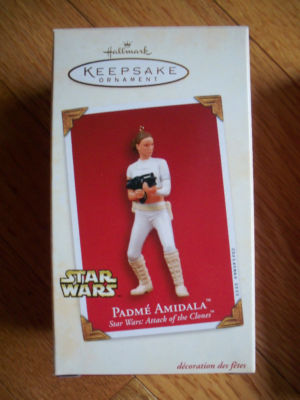 Hallmark
KEEPSAKE
ORNAMENT
STAR
WARS
PADMÉ AMIDALA™
Star Wars: Attack of the Clones™
décoration des fêtes